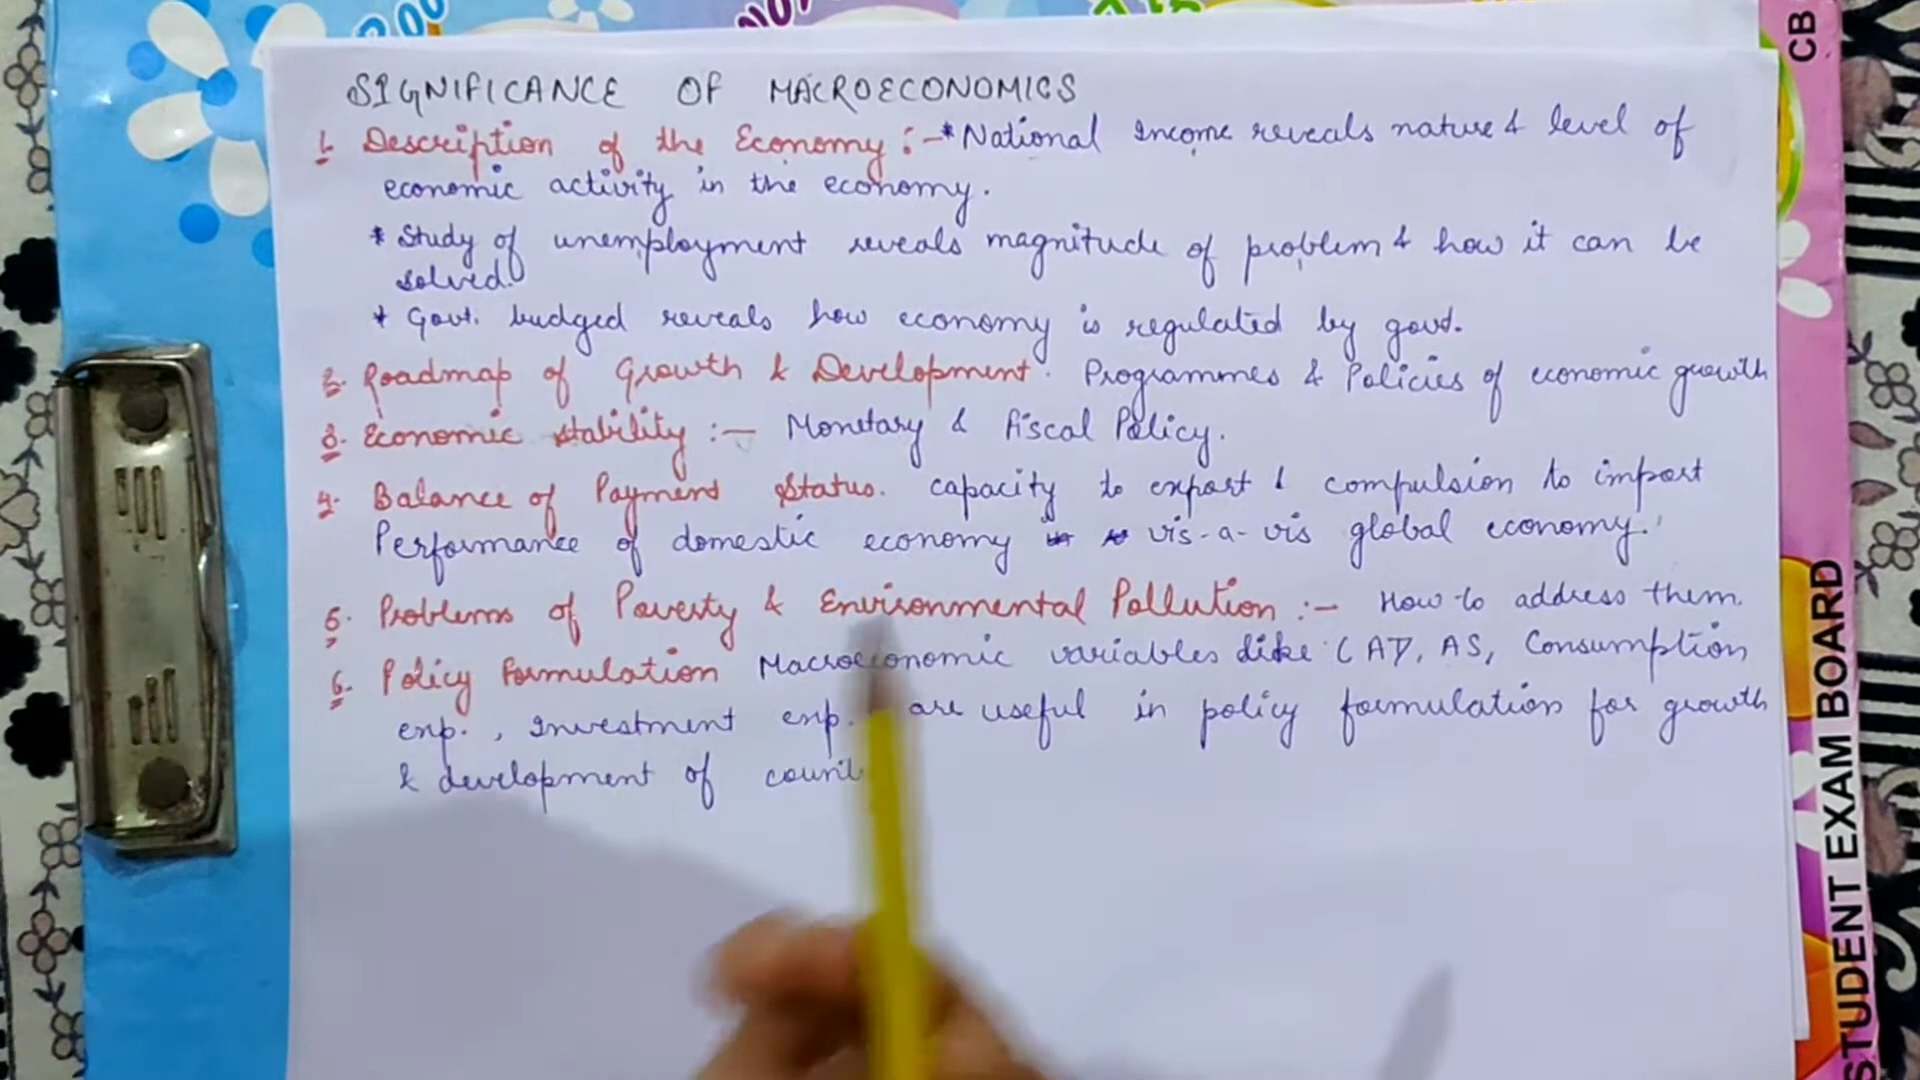 SIGNIFICANCE OF MACROECONOMICS
1. Description of the Economy :- * National Income reveals nature & level of
economic activity in the economy.
* Study of unemployment reveals magnitude of problem & how it can be
solved.
* Govt. budged reveals how economy is regulated by govt.
2. Roadmap of Growth & Development. Programmes & Policies of economic growth
3. Economic stability :- Monetary & Fiscal Policy.
4. Balance of Payment Status. capacity to export & compulsion to import
Performance of domestic economy vis-a-vis global economy.
5. Problems of Poverty & Environmental Pollution :- How to address them.
6. Policy Formulation Macroeconomic variables like AS, Consumption
exp., Investment exp. are useful in policy formulation for growth
& development of
CB
STUDENT EXAM BOARD